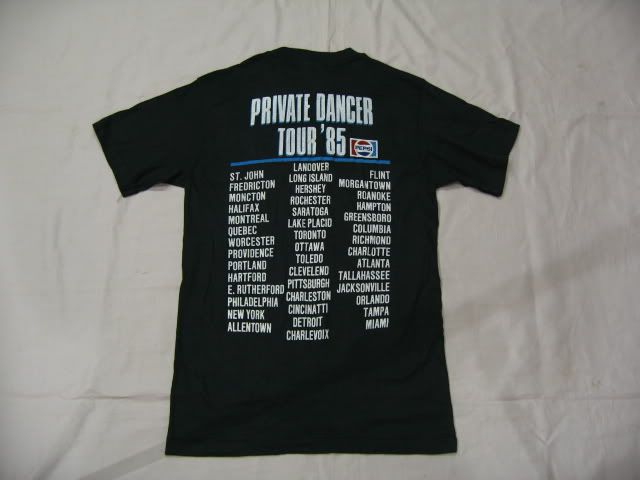 PRIVATE DANCER
TOUR '85
PEPSI
ST. JOHN
FREDRICTON
MONCTON
HALIFAX
MONTREAL
QUEBEC
WORCESTER
PROVIDENCE
PORTLAND
HARTFORD
E. RUTHERFORD
PHILADELPHIA
NEW YORK
ALLENTOWN
LANDOVER
LONG ISLAND
HERSHEY
ROCHESTER
SARATOGA
LAKE PLACID
TORONTO
OTTAWA
TOLEDO
CLEVELEND
PITTSBURGH
CHARLESTON
CINCINATTI
DETROIT
CHARLEVOIX
FLINT
MORGANTOWN
ROANOKE
HAMPTON
GREENSBORO
COLUMBIA
RICHMOND
CHARLOTTE
ATLANTA
TALLAHASSEE
JACKSONVILLE
ORLANDO
TAMPA
MIAMI